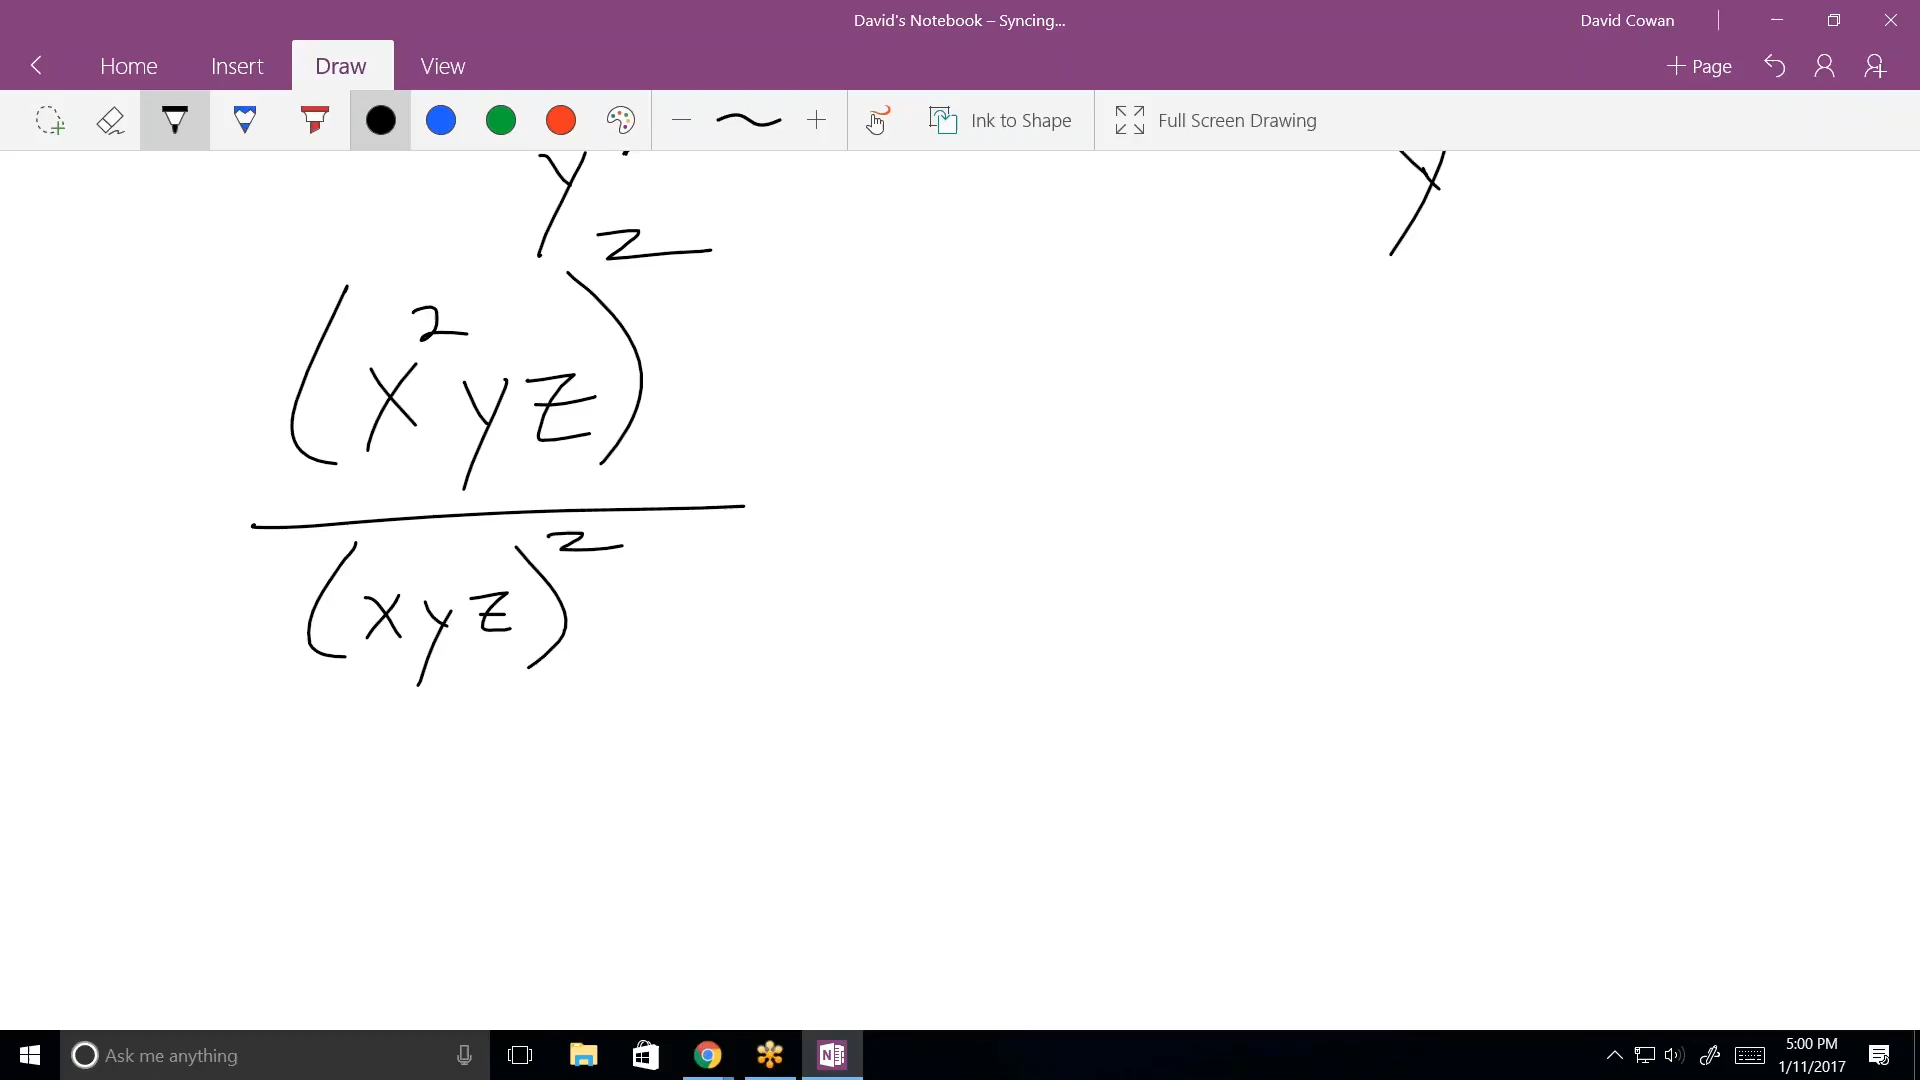 David's Notebook – Syncing...
David Cowan
Home Insert Draw View
Page
Ink to Shape
Full Screen Drawing
y
y
(x²yz)²
(xyz)²
Ask me anything
N
5:00 PM
1/11/2017